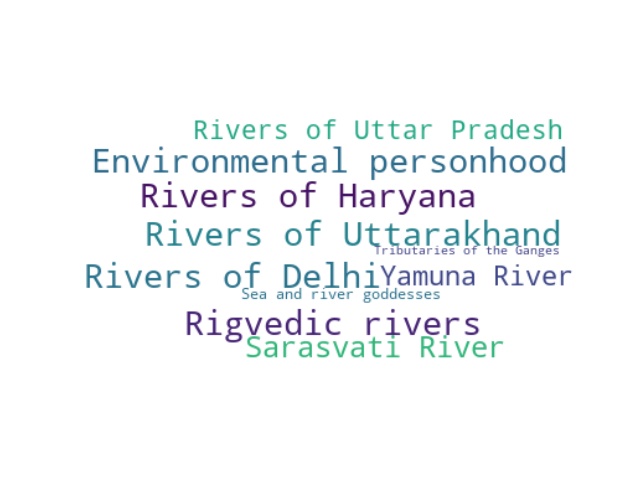 Rivers of Uttar Pradesh
Environmental personhood
Rivers of Haryana
Rivers of Uttarakhand
Tributaries of the Ganges
Rivers of Delhi
Yamuna River
Sea and river goddesses
Rigvedic rivers
Sarasvati River